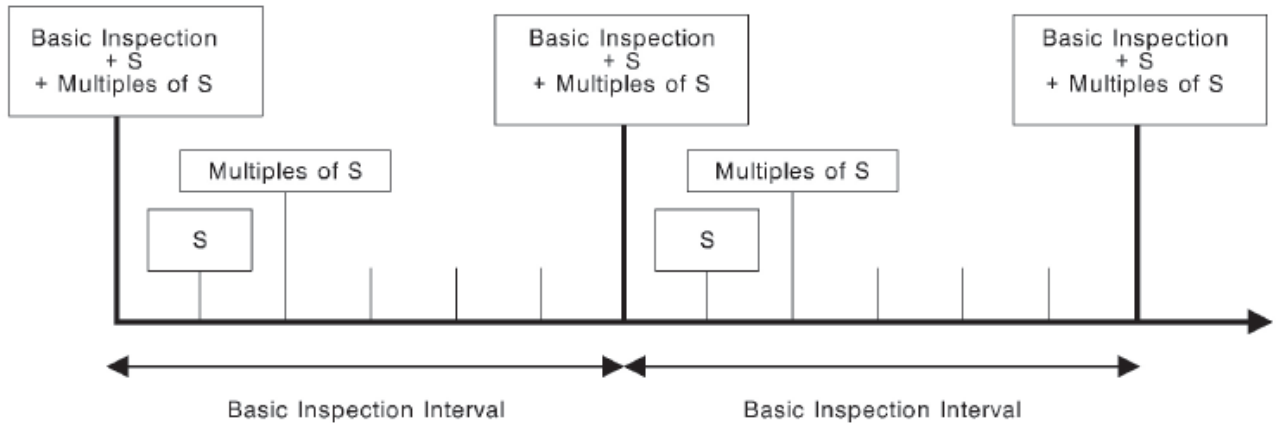 Basic Inspection
+ S
+ Multiples of S
Basic Inspection
+ S
+ Multiples of S
Basic Inspection
+ S
+ Multiples of S
Multiples of S
Multiples of S
S
S
Basic Inspection Interval
Basic Inspection Interval